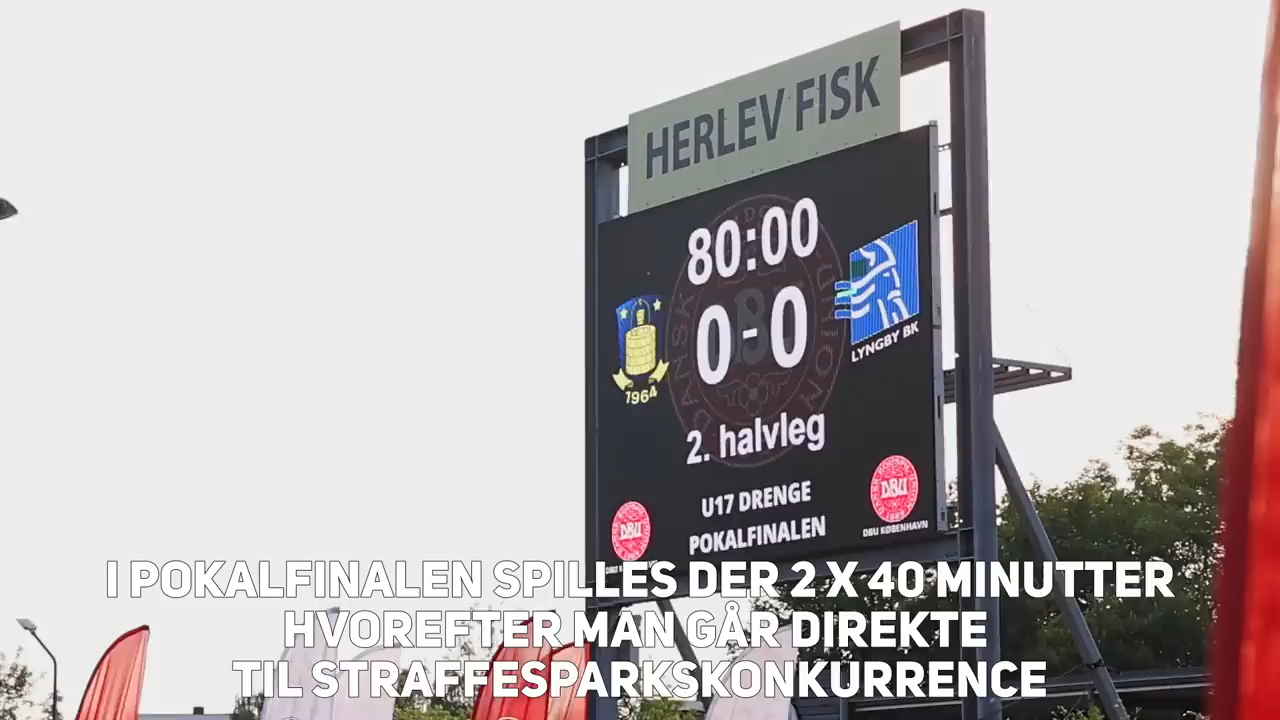 HERLEV FISK
80:00
0-0
1964
LYNGBY BK
2. halvleg
U17 DRENGE
POKALFINALEN
DBU
DBU
DBU KØBENHAVN
I POKALFINALEN SPILLES DER 2 X 40 MINUTTER
HVOREFTER MAN GÅR DIREKTE
TIL STRAFFESPARKSKONKURRENCE